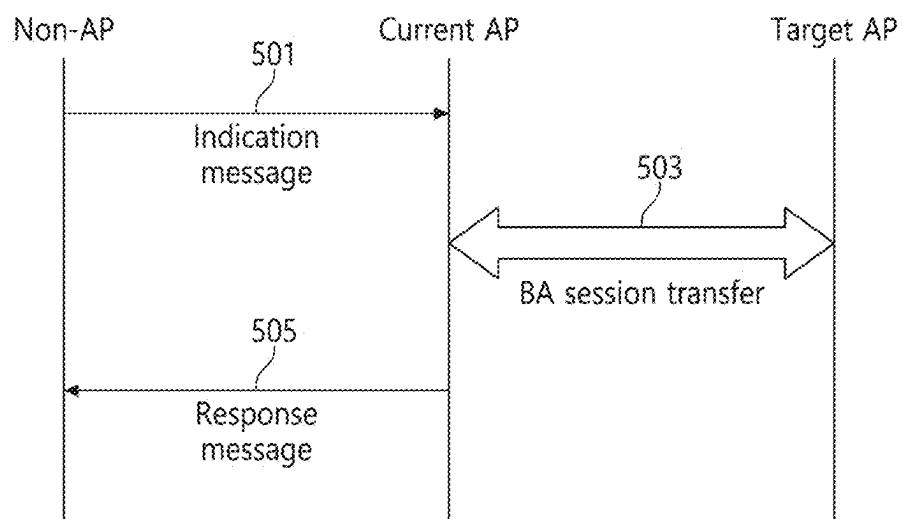 Non-AP
Current AP
Target AP
501
Indication
message
503
BA session transfer
505
Response
message